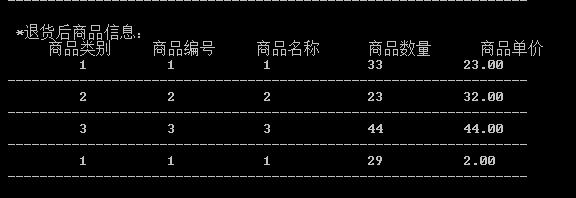 *退货后商品信息:
商品类别 商品编号 商品名称 商品数量 商品单价
1 1 1 33 23.00
2 2 2 23 32.00
3 3 3 44 44.00
1 1 1 29 2.00